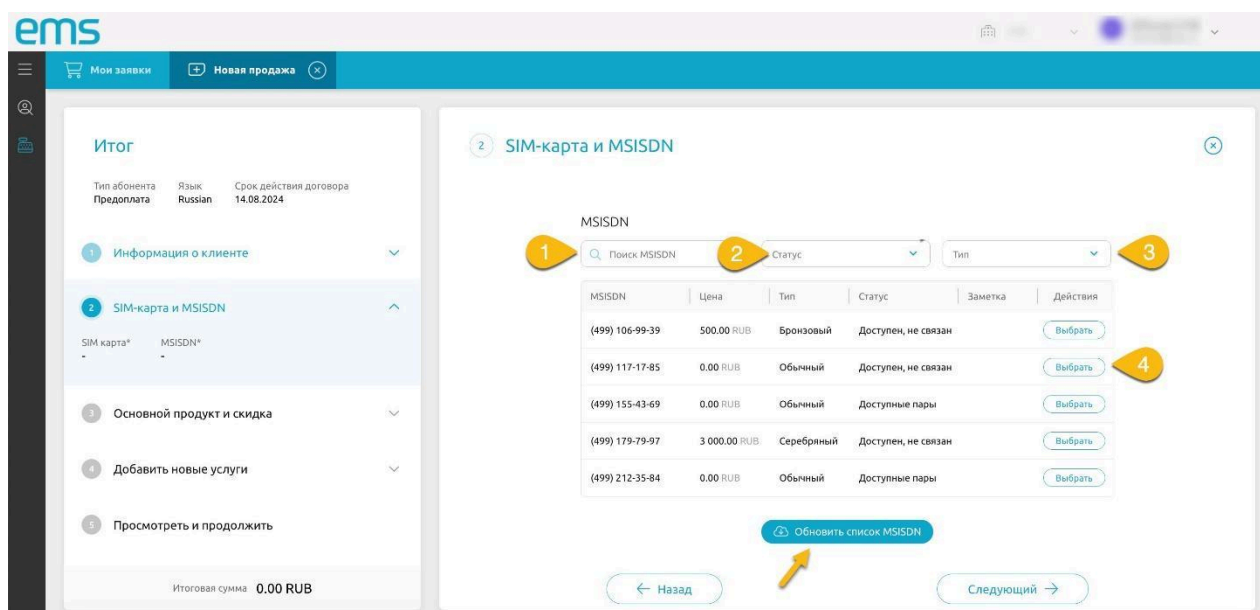 ems
Мои заявки
Новая продажа
Итог
Тип абонента Язык Срок действия договора
Предоплата Russian 14.08.2024
1 Информация о клиенте
2 SIM-карта и MSISDN
SIM карта* MSISDN*
- -
3 Основной продукт и скидка
4 Добавить новые услуги
5 Просмотреть и продолжить
Итоговая сумма 0.00 RUB
2 SIM-карта и MSISDN
MSISDN
1 Поиск MSISDN 2 Статус Тип 3
MSISDN Цена Тип Статус Заметка Действия
(499) 106-99-39 500.00 RUB Бронзовый Доступен, не связан Выбрать
(499) 117-17-85 0.00 RUB Обычный Доступен, не связан Выбрать 4
(499) 155-43-69 0.00 RUB Обычный Доступные пары Выбрать
(499) 179-79-97 3 000.00 RUB Серебряный Доступен, не связан Выбрать
(499) 212-35-84 0.00 RUB Обычный Доступные пары Выбрать
Обновить список MSISDN
Назад
Следующий